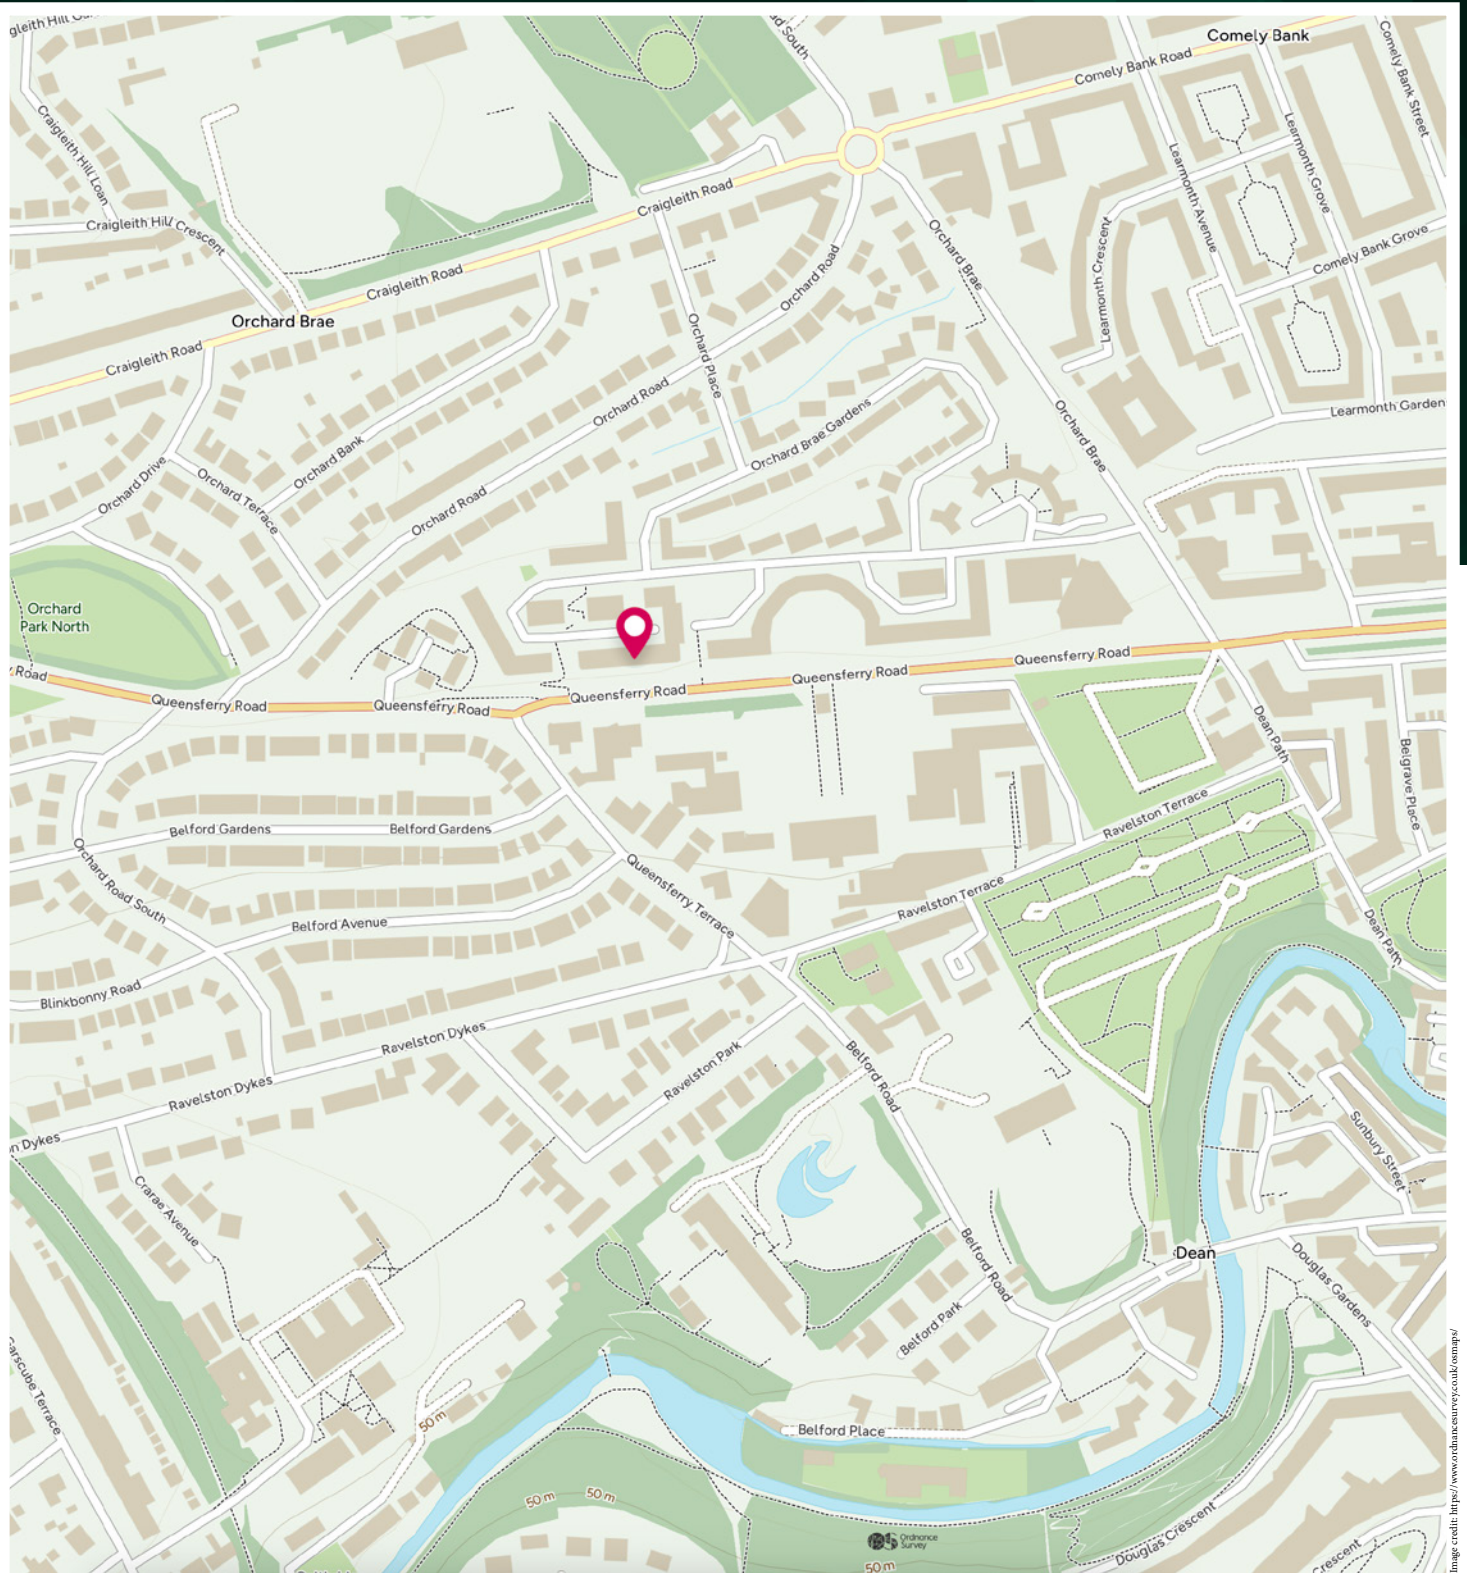 Comely Bank
Comely Bank Road
Comely Bank Street
Craigleith Hill Loan
Craigleith Hill Crescent
Craigleith Road
Craigleith Road
Craigleith Road
Orchard Brae
Learmonth Avenue
Learmonth Grove
Learmonth Crescent
Comely Bank Grove
Orchard Brae
Orchard Road
Orchard Place
Orchard Road
Orchard Brae
Learmonth Garden
Orchard Bank
Orchard Brae Gardens
Orchard Drive
Orchard Terrace
Orchard Road
Orchard
Park North
Road
Queensferry Road
Queensferry Road
Queensferry Road
Queensferry Road
Queensferry Road
Dean Path
Belgrave Place
Belford Gardens
Belford Gardens
Ravelston Terrace
Orchard Road South
Queensferry Terrace
Ravelston Terrace
Belford Avenue
Dean Path
Blinkbonny Road
Ravelston Dykes
Ravelston Park
Belford Road
Ravelston Dykes
n Dykes
Sunbury Street
Crarae Avenue
Belford Road
Dean
Douglas Gardens
Belford Park
arscube Terrace
50 m
Belford Place
50 m
50 m
Ordnance
Survey
50 m
Douglas Crescent
Crescent
Image credit: https://www.ordnancesurvey.co.uk/osmaps/